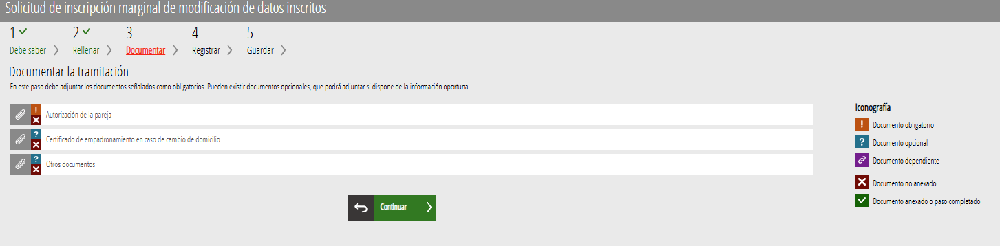 Solicitud de inscripción marginal de modificación de datos inscritos
1 2 3 4 5
Debe saber Rellenar Documentar Registrar Guardar
Documentar la tramitación
En este paso debe adjuntar los documentos señalados como obligatorios. Pueden existir documentos opcionales, que podrá adjuntar si dispone de la información oportuna.
! Autorización de la pareja
? Certificado de empadronamiento en caso de cambio de domicilio
? Otros documentos
Continuar
Iconografía
! Documento obligatorio
? Documento opcional
Documento dependiente
Documento no anexado
Documento anexado o paso completado